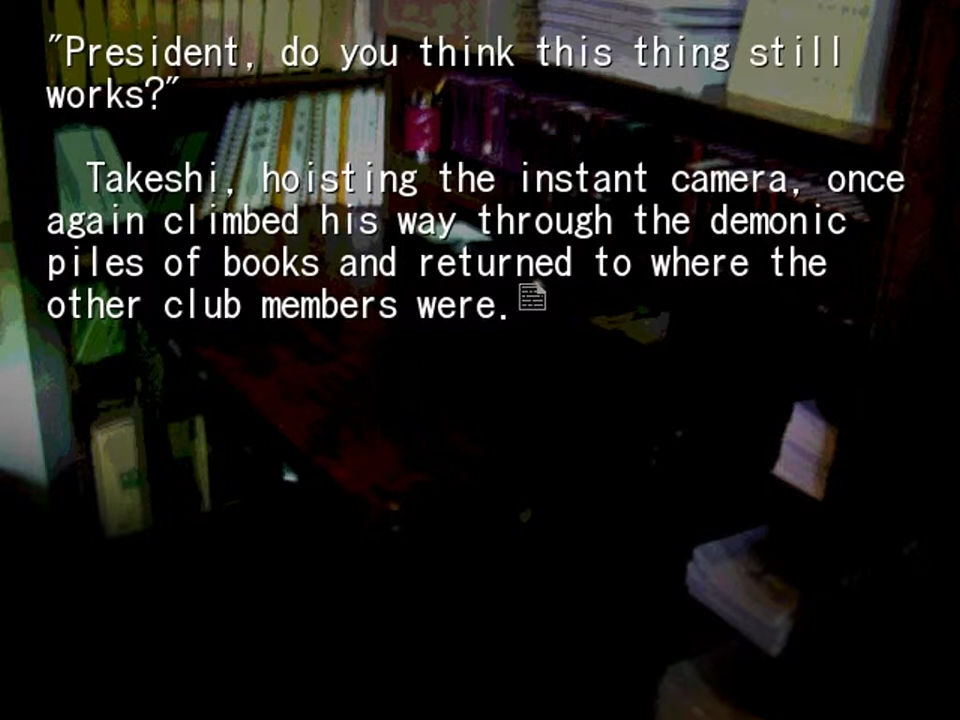 "President, do you think this thing still
works?"
Takeshi, hoisting the instant camera, once
again climbed his way through the demonic
piles of books and returned to where the
other club members were.